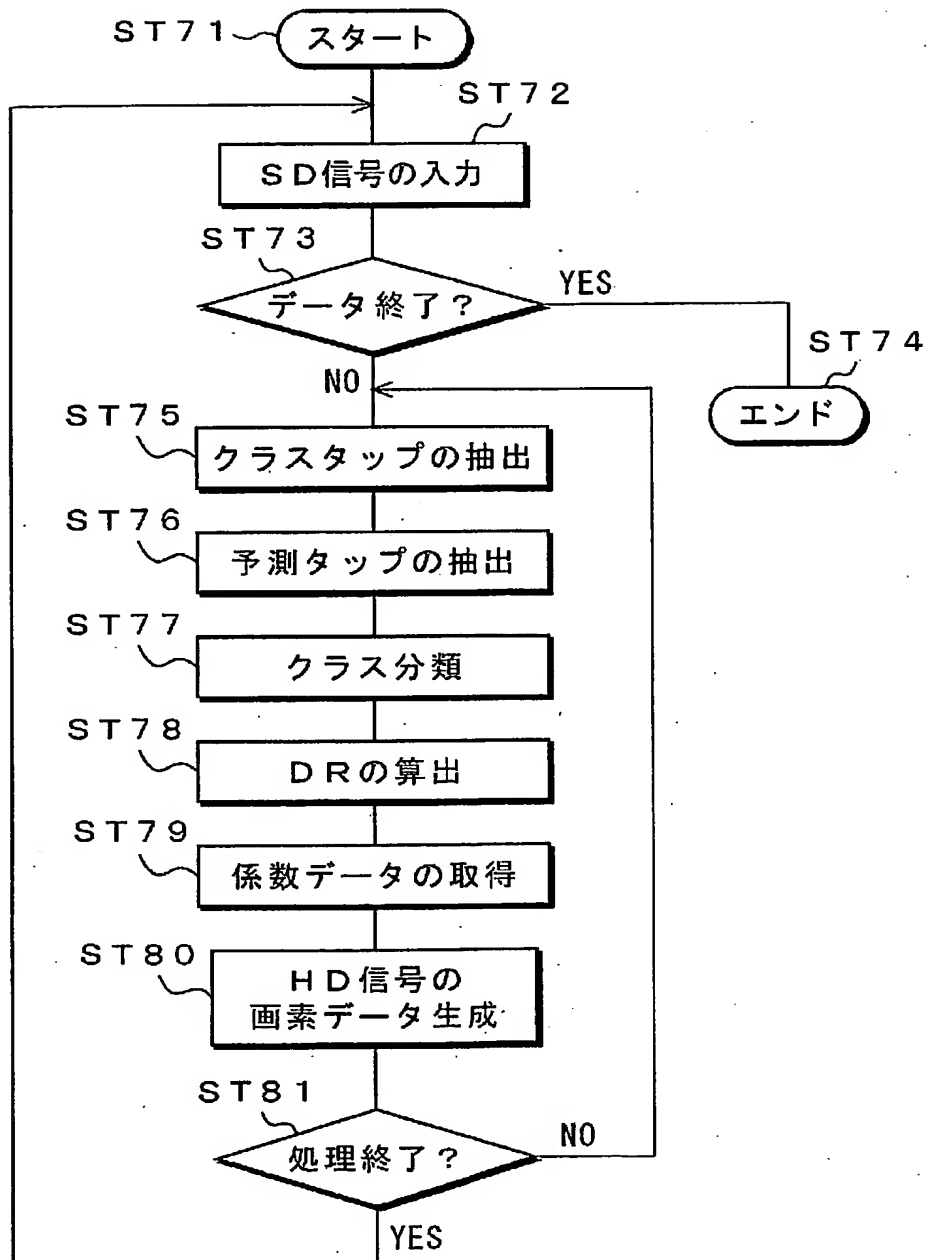 ST71
スタート
ST72
SD信号の入力
ST73
データ終了?
YES
ST74
エンド
NO
ST75
クラスタップの抽出
ST76
予測タップの抽出
ST77
クラス分類
ST78
DRの算出
ST79
係数データの取得
ST80
HD信号の
画素データ生成
ST81
処理終了?
NO
YES